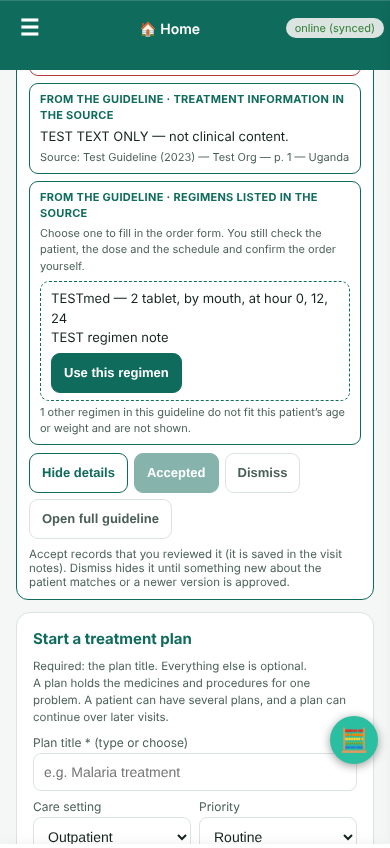 ☰
🏠 Home
online (synced)
FROM THE GUIDELINE · TREATMENT INFORMATION IN
THE SOURCE
TEST TEXT ONLY — not clinical content.
Source: Test Guideline (2023) — Test Org — p. 1 — Uganda
FROM THE GUIDELINE · REGIMENS LISTED IN THE
SOURCE
Choose one to fill in the order form. You still check the
patient, the dose and the schedule and confirm the order
yourself.
TESTmed — 2 tablet, by mouth, at hour 0, 12,
24
TEST regimen note
Use this regimen
1 other regimen in this guideline do not fit this patient's age
or weight and are not shown.
Hide details
Accepted
Dismiss
Open full guideline
Accept records that you reviewed it (it is saved in the visit
notes). Dismiss hides it until something new about the
patient matches or a newer version is approved.
Start a treatment plan
Required: the plan title. Everything else is optional.
A plan holds the medicines and procedures for one
problem. A patient can have several plans, and a plan can
continue over later visits.
Plan title * (type or choose)
e.g. Malaria treatment
Care setting
Priority
Outpatient
Routine